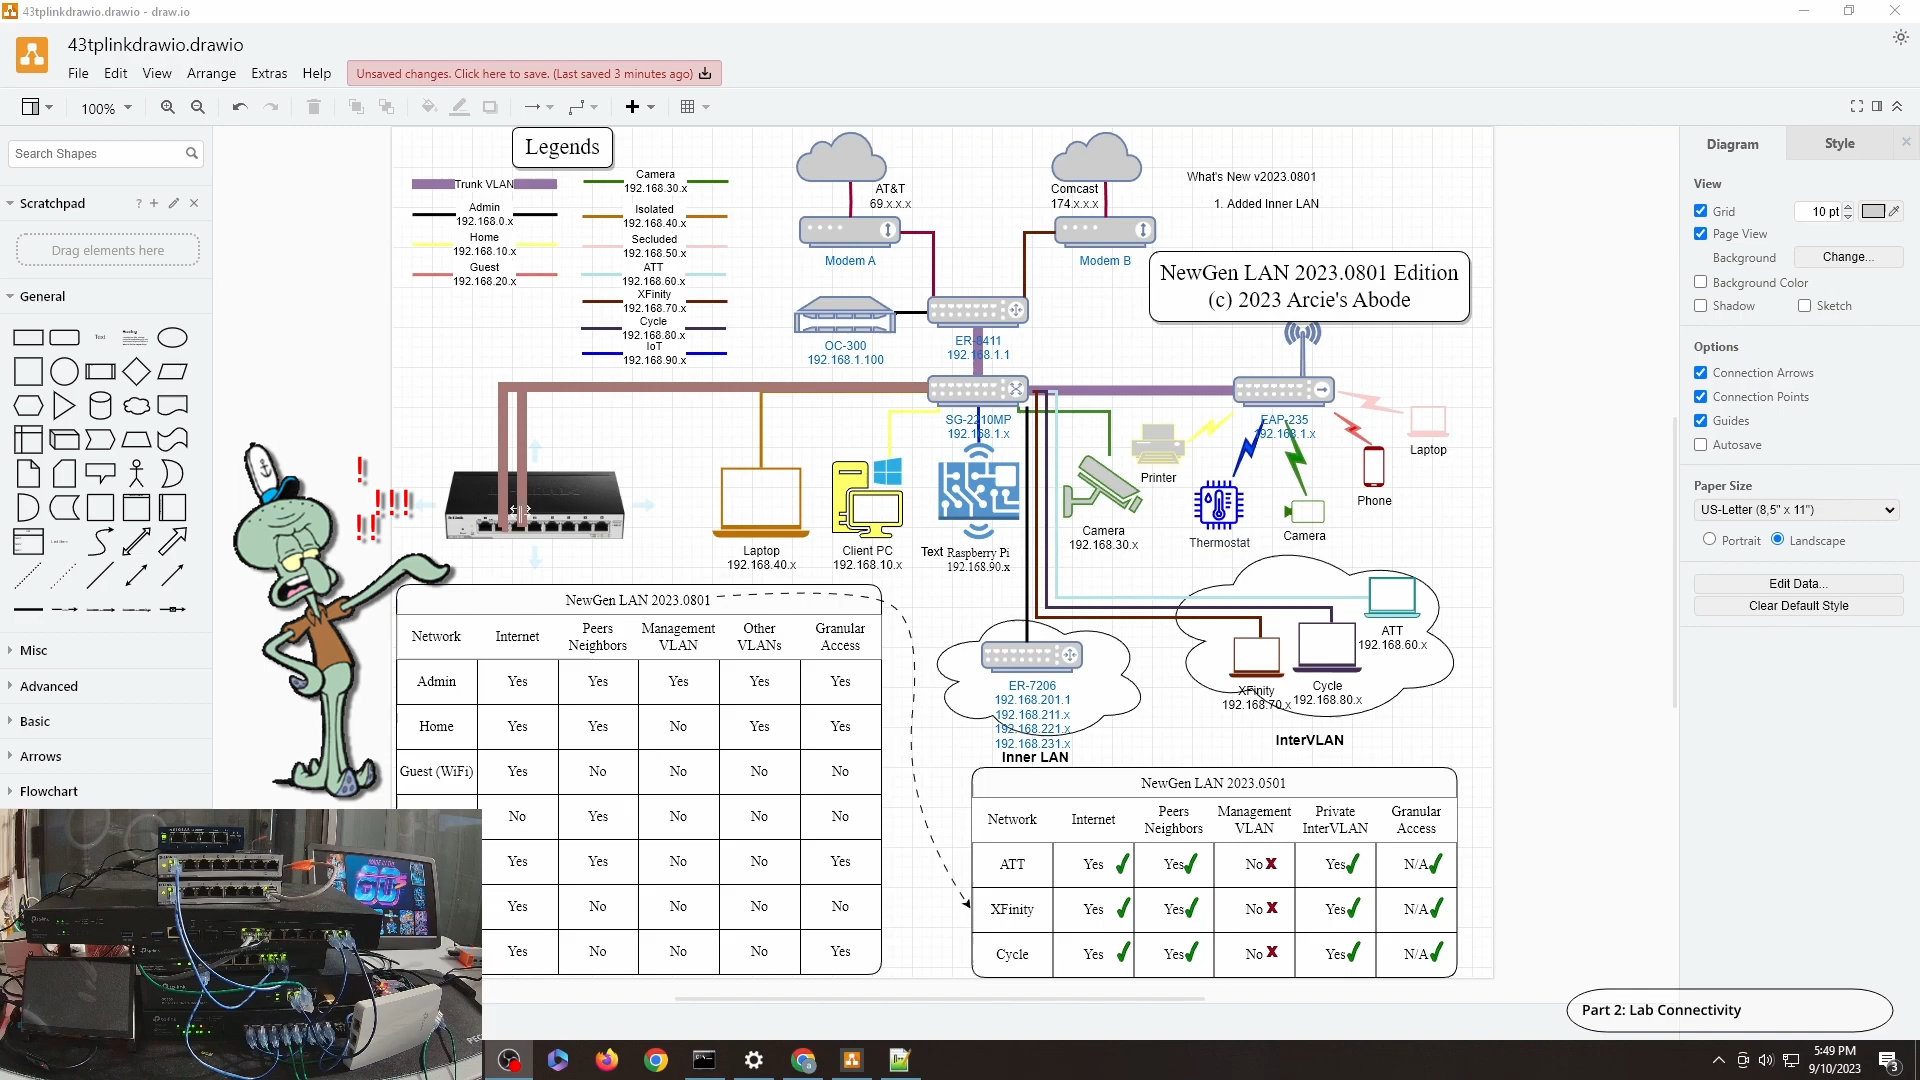 43tplinkdrawio.drawio - draw.io
43tplinkdrawio.drawio
File Edit View Arrange Extras Help
Unsaved changes. Click here to save. (Last saved 3 minutes ago)
100%
Search Shapes
Scratchpad
?
Drag elements here
General
Text
Heading
Misc
Advanced
Basic
Arrows
Flowchart
Legends
Trunk VLAN
Admin
192.168.0.x
Home
192.168.10.x
Guest
192.168.20.x
Camera
192.168.30.x
Isolated
192.168.40.x
Secluded
192.168.50.x
ATT
192.168.60.x
XFinity
192.168.70.x
Cycle
192.168.80.x
IoT
192.168.90.x
AT&T
69.x.x.x
Modem A
Comcast
174.x.x.x
Modem B
What's New v2023.0801
1. Added Inner LAN
NewGen LAN 2023.0801 Edition
(c) 2023 Arcie's Abode
OC-300
192.168.1.100
ER-8411
192.168.1.1
SG-2210MP
192.168.1.x
EAP-235
192.168.1.x
!
!!!
!!
Laptop
192.168.40.x
Client PC
192.168.10.x
Text
Raspberry Pi
192.168.90.x
Camera
192.168.30.x
Printer
Thermostat
Camera
Phone
Laptop
ER-7206
192.168.201.1
192.168.211.x
192.168.221.x
192.168.231.x
Inner LAN
XFinity
192.168.70.x
Cycle
192.168.80.x
ATT
192.168.60.x
InterVLAN
NewGen LAN 2023.0801
Network Internet Peers Neighbors Management VLAN Other VLANs Granular Access
Admin Yes Yes Yes Yes Yes
Home Yes Yes No Yes Yes
Guest (WiFi) Yes No No No No
No Yes No No No
Yes Yes No No Yes
Yes No No No No
Yes No No No Yes
NewGen LAN 2023.0501
Network Internet Peers Neighbors Management VLAN Private InterVLAN Granular Access
ATT Yes Yes No X Yes N/A
XFinity Yes Yes No X Yes N/A
Cycle Yes Yes No X Yes N/A
Diagram
Style
View
Grid
10 pt
Page View
Background
Change...
Background Color
Shadow
Sketch
Options
Connection Arrows
Connection Points
Guides
Autosave
Paper Size
US-Letter (8,5" x 11")
Portrait
Landscape
Edit Data...
Clear Default Style
Part 2: Lab Connectivity
5:49 PM
9/10/2023
3